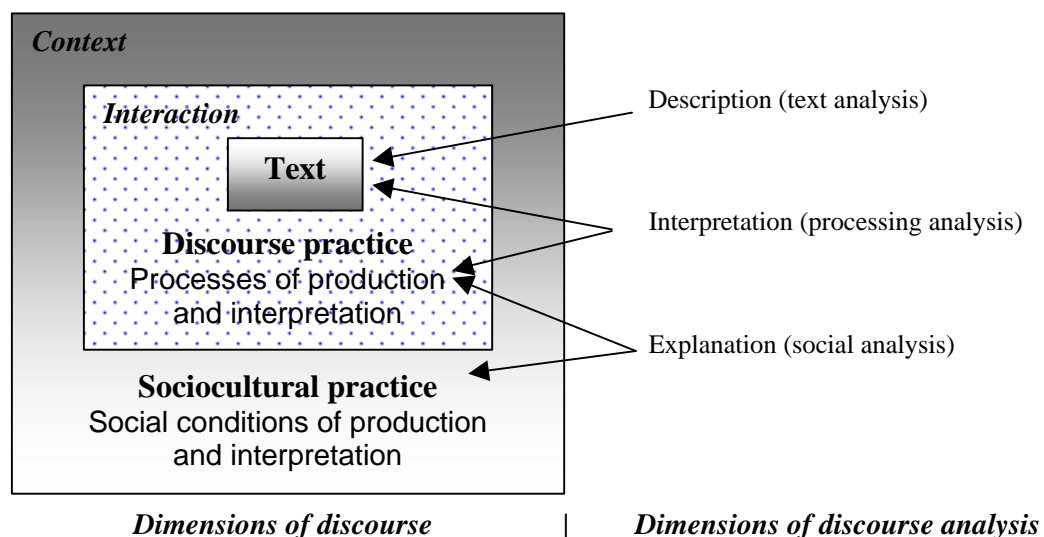 Context
Interaction
Text
Discourse practice
Processes of production
and interpretation
Sociocultural practice
Social conditions of production
and interpretation
Description (text analysis)
Interpretation (processing analysis)
Explanation (social analysis)
Dimensions of discourse | Dimensions of discourse analysis